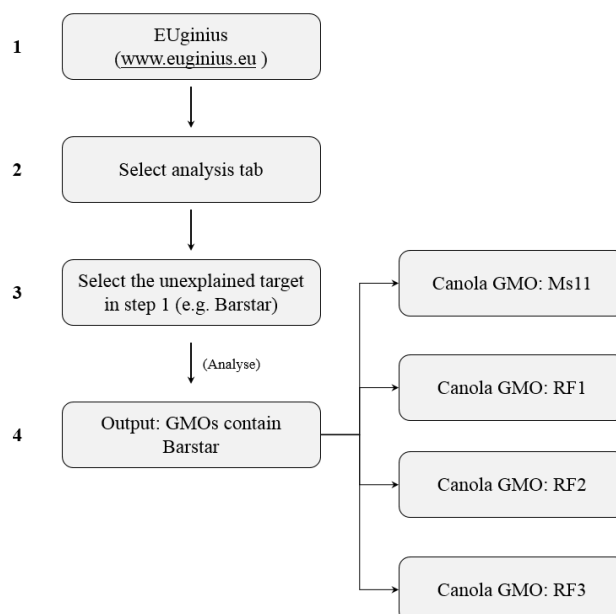 1
EUginius
(www.euginius.eu )
2
Select analysis tab
3
Select the unexplained target
in step 1 (e.g. Barstar)
(Analyse)
4
Output: GMOs contain
Barstar
Canola GMO: Ms11
Canola GMO: RF1
Canola GMO: RF2
Canola GMO: RF3